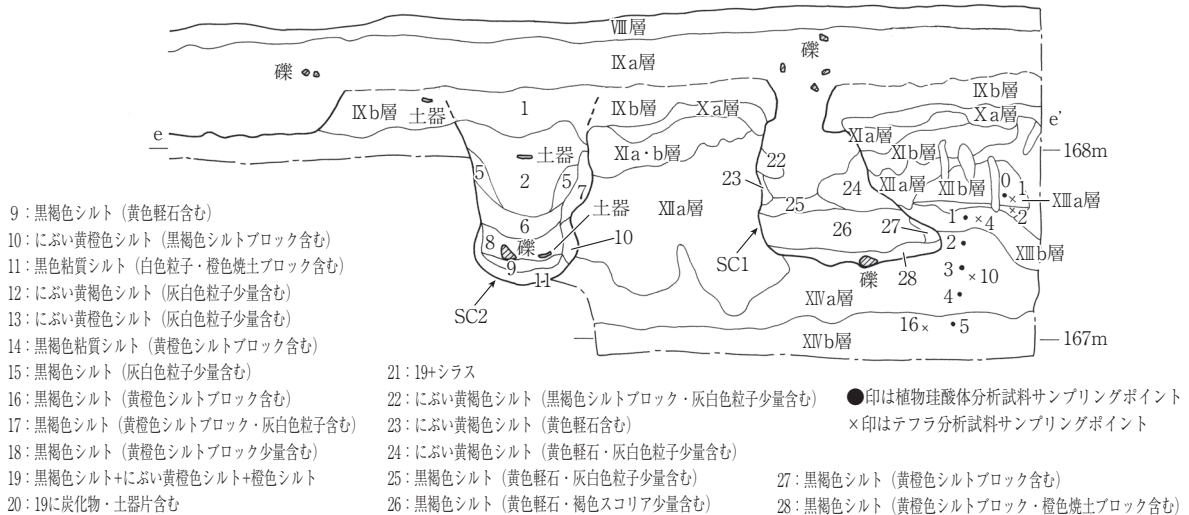 Ⅷ層
礫
礫
Ⅸa層
Ⅸb層
土器
1
Ⅸb層
Ⅹa層
Ⅸb層
Ⅹa層
e
e'
Ⅺa層
168m
土器
Ⅺa・b層
22
Ⅺb層
5
2
5
7
23
24
Ⅻa層
Ⅻb層
0
1
ⅩⅢa層
土器
Ⅻa層
25
2
6
26
27
1
4
8
礫
10
2
ⅩⅢb層
9
SC1
3
10
11
礫
28
SC2
ⅩⅣa層
4
16
5
ⅩⅣb層
167m
9:黒褐色シルト(黄色軽石含む)
10:にぶい黄橙色シルト(黒褐色シルトブロック含む)
11:黒色粘質シルト(白色粒子・橙色焼土ブロック含む)
12:にぶい黄褐色シルト(灰白色粒子少量含む)
13:にぶい黄橙色シルト(灰白色粒子少量含む)
14:黒褐色粘質シルト(黄橙色シルトブロック含む)
15:黒褐色シルト(灰白色粒子少量含む)
16:黒褐色シルト(黄橙色シルトブロック含む)
17:黒褐色シルト(黄橙色シルトブロック・灰白色粒子含む)
18:黒褐色シルト(黄橙色シルトブロック少量含む)
19:黒褐色シルト+にぶい黄橙色シルト+橙色シルト
20:19に炭化物・土器片含む
21:19+シラス
22:にぶい黄褐色シルト(黒褐色シルトブロック・灰白色粒子少量含む)
23:にぶい黄褐色シルト(黄色軽石含む)
24:にぶい黄褐色シルト(黄色軽石・灰白色粒子少量含む)
25:黒褐色シルト(黄色軽石・灰白色粒子少量含む)
26:黒褐色シルト(黄色軽石・褐色スコリア少量含む)
27:黒褐色シルト(黄橙色シルトブロック含む)
28:黒褐色シルト(黄橙色シルトブロック・橙色焼土ブロック含む)
●印は植物珪酸体分析試料サンプリングポイント
×印はテフラ分析試料サンプリングポイント